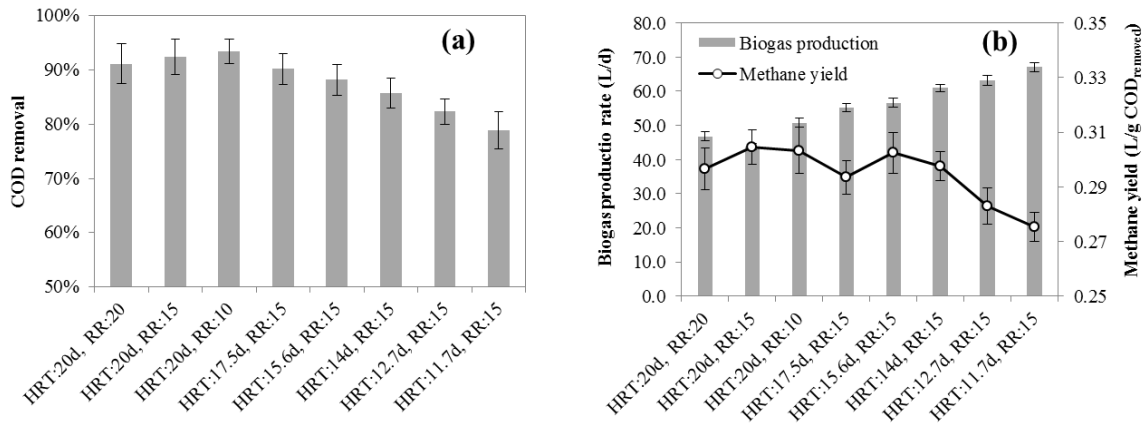 (a)
COD removal
100%
90%
80%
70%
60%
50%
HRT:20d, RR:20
HRT:20d, RR:15
HRT:20d, RR:10
HRT:17.5d, RR:15
HRT:15.6d, RR:15
HRT:14d, RR:15
HRT:12.7d, RR:15
HRT:11.7d, RR:15
(b)
Biogas production
Methane yield
Biogas productio rate (L/d)
80.0
70.0
60.0
50.0
40.0
30.0
20.0
10.0
0.0
Methane yield (L/g CODremoved)
0.35
0.33
0.31
0.29
0.27
0.25
HRT:20d, RR:20
HRT:20d, RR:15
HRT:20d, RR:10
HRT:17.5d, RR:15
HRT:15.6d, RR:15
HRT:14d, RR:15
HRT:12.7d, RR:15
HRT:11.7d, RR:15